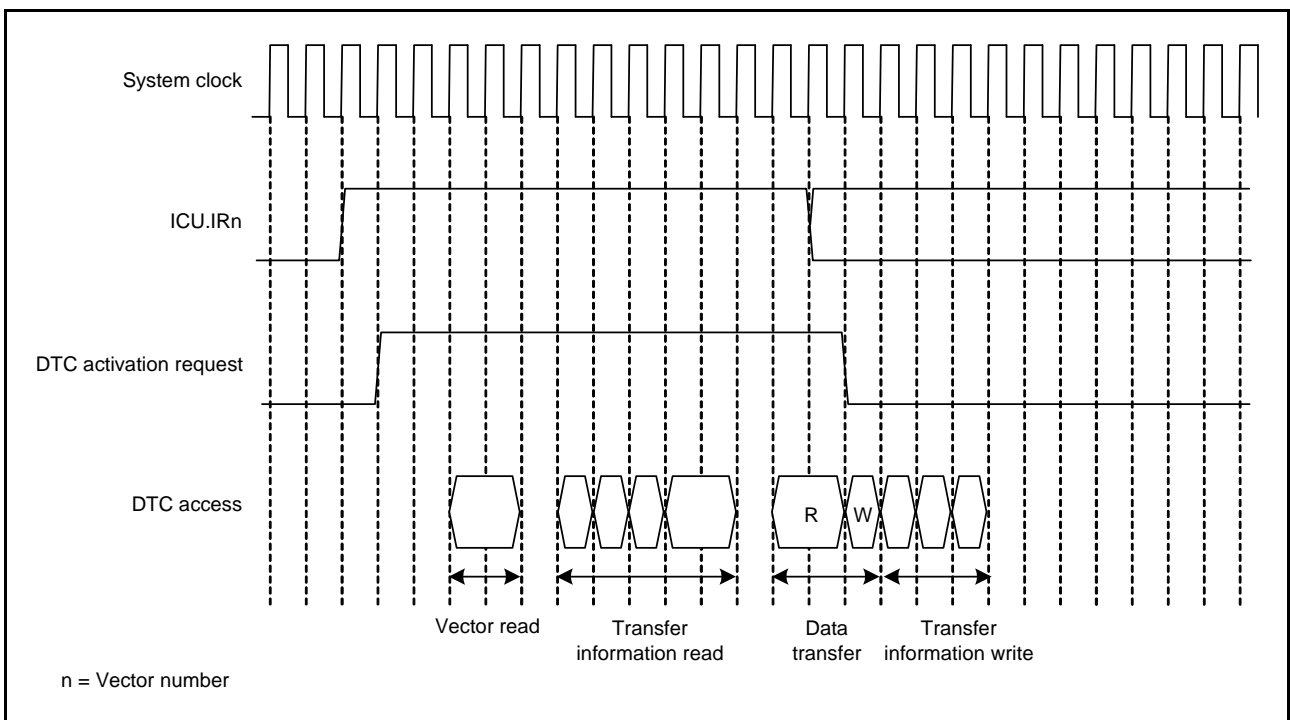 System clock
ICU.IRn
DTC activation request
DTC access
R
W
Vector read
Transfer
information read
Data
transfer
Transfer
information write
n = Vector number